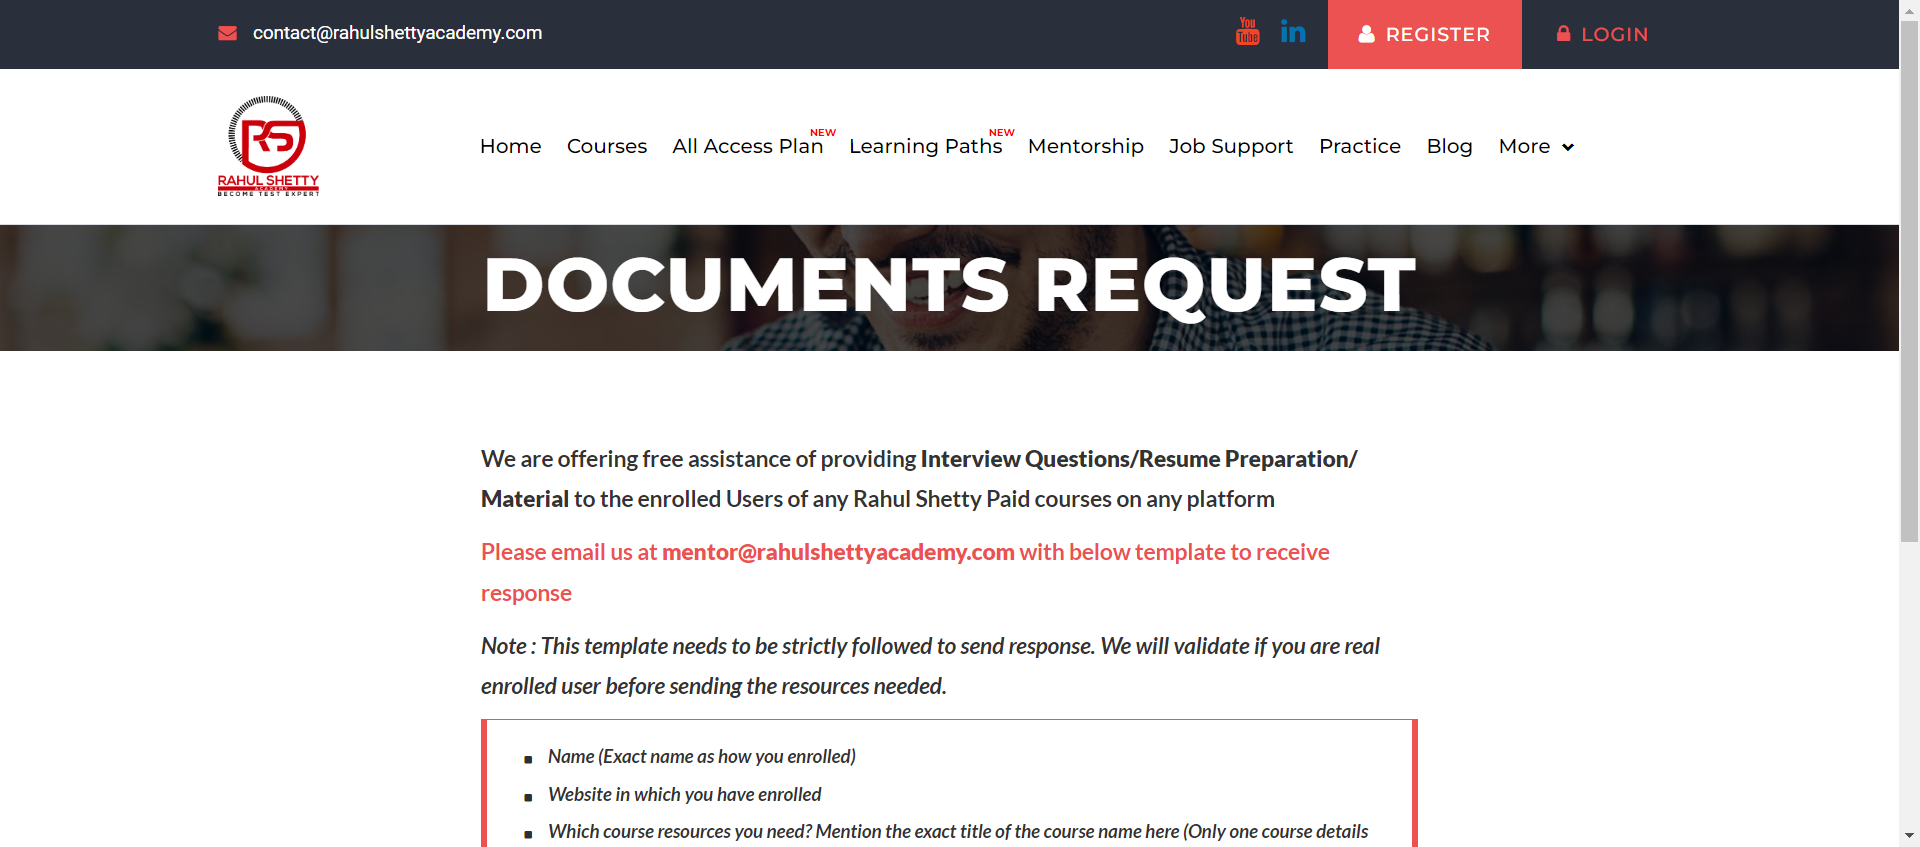 contact@rahulshettyacademy.com
You
Tube
in
REGISTER
LOGIN
RS
RAHUL SHETTY
ACADEMY
BECOME TEST EXPERT
Home
Courses
All Access Plan
NEW
Learning Paths
NEW
Mentorship
Job Support
Practice
Blog
More
DOCUMENTS REQUEST
We are offering free assistance of providing Interview Questions/Resume Preparation/
Material to the enrolled Users of any Rahul Shetty Paid courses on any platform
Please email us at mentor@rahulshettyacademy.com with below template to receive
response
Note : This template needs to be strictly followed to send response. We will validate if you are real
enrolled user before sending the resources needed.
Name (Exact name as how you enrolled)
Website in which you have enrolled
Which course resources you need? Mention the exact title of the course name here (Only one course details